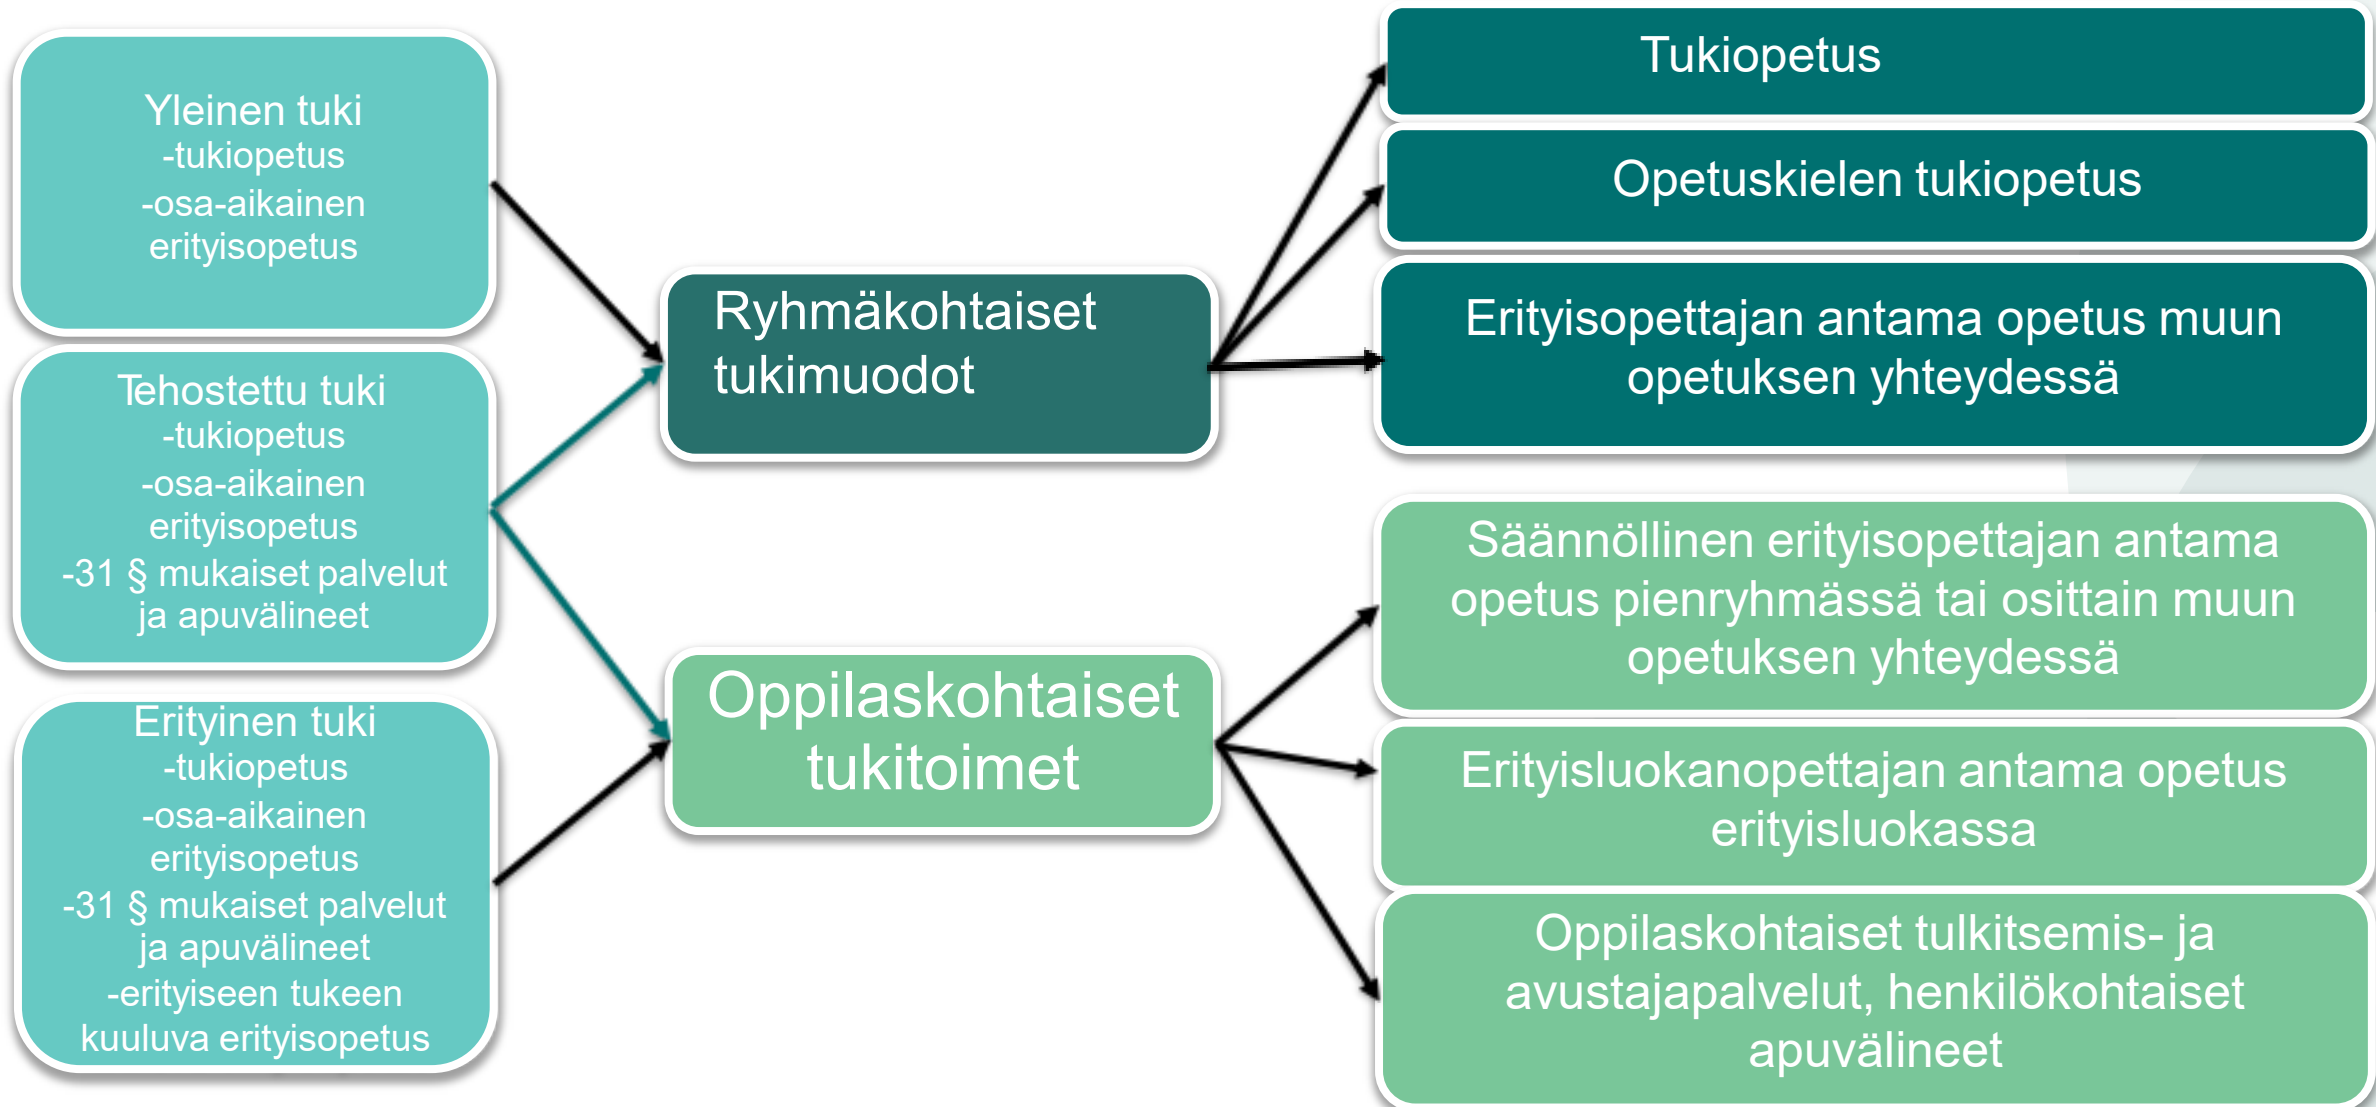 Yleinen tuki
-tukiopetus
-osa-aikainen
erityisopetus
Tehostettu tuki
-tukiopetus
-osa-aikainen
erityisopetus
-31 § mukaiset palvelut
ja apuvälineet
Erityinen tuki
-tukiopetus
-osa-aikainen
erityisopetus
-31 § mukaiset palvelut
ja apuvälineet
-erityiseen tukeen
kuuluva erityisopetus
Ryhmäkohtaiset
tukimuodot
Oppilaskohtaiset
tukitoimet
Tukiopetus
Opetuskielen tukiopetus
Erityisopettajan antama opetus muun
opetuksen yhteydessä
Säännöllinen erityisopettajan antama
opetus pienryhmässä tai osittain muun
opetuksen yhteydessä
Erityisluokanopettajan antama opetus
erityisluokassa
Oppilaskohtaiset tulkitsemis- ja
avustajapalvelut, henkilökohtaiset
apuvälineet